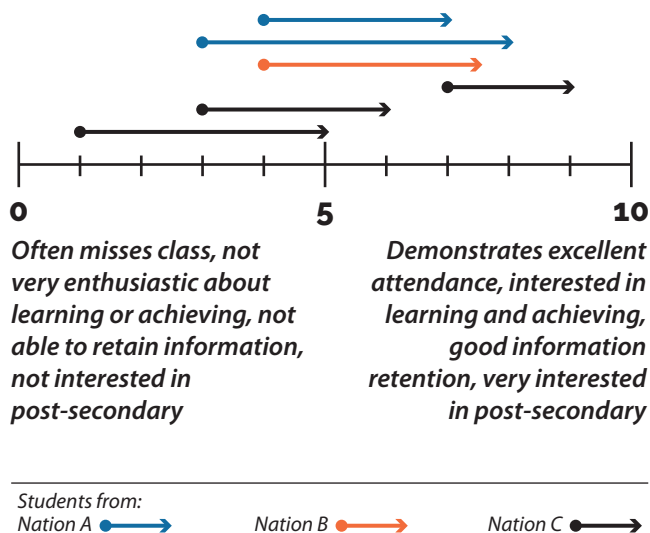 0 5 10
Often misses class, not
very enthusiastic about
learning or achieving, not
able to retain information,
not interested in
post-secondary
Demonstrates excellent
attendance, interested in
learning and achieving,
good information
retention, very interested
in post-secondary
Students from:
Nation A Nation B Nation C